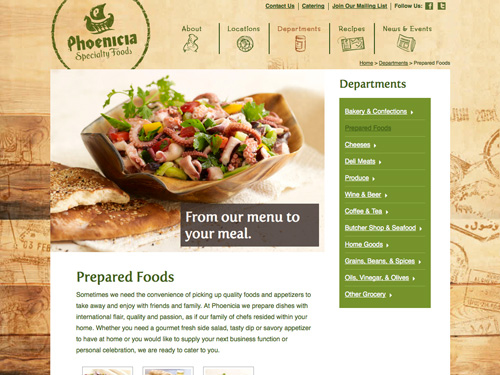 Contact Us | Catering | Join Our Mailing List | Follow Us:
Phoenicia
Specialty Foods
About
Locations
Departments
Recipes
News & Events
Home > Departments > Prepared Foods
Departments
Bakery & Confections
Prepared Foods
Cheeses
Deli Meats
Produce
Wine & Beer
Coffee & Tea
Butcher Shop & Seafood
Home Goods
Grains, Beans, & Spices
Oils, Vinegar, & Olives
Other Grocery
From our menu to
your meal.
Prepared Foods
Sometimes we need the convenience of picking up quality foods and appetizers to
take away and enjoy with friends and family. At Phoenicia we prepare dishes with
international flair, quality and passion, as if our family of chefs resided within your
home. Whether you need a gourmet fresh side salad, tasty dip or savory appetizer
to have at home or you would like to supply your next business function or
personal celebration, we are ready to cater to you.